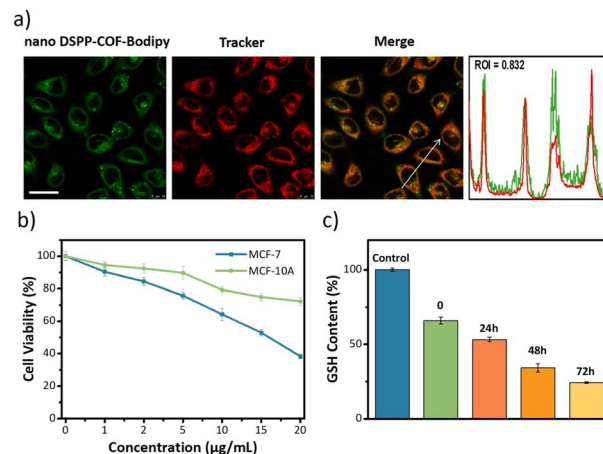 a)
nano DSPP-COF-Bodipy
Tracker
Merge
ROI = 0.832
b)
MCF-7
MCF-10A
120
100
80
60
40
20
0
Cell Viability (%)
0 1 2 5 10 15 20
Concentration (µg/mL)
c)
Control
0
24h
48h
72h
100
50
0
GSH Content (%)